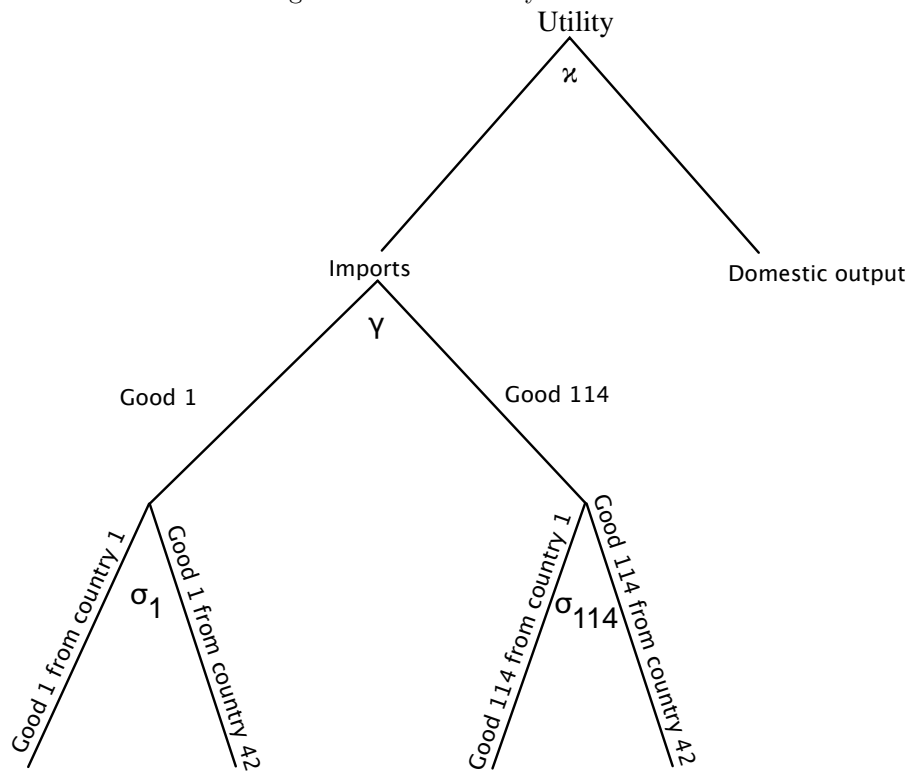 Utility
ϰ
Imports
Domestic output
γ
Good 1
Good 114
Good 1 from country 1
σ1
Good 1 from country 42
Good 114 from country 1
σ114
Good 114 from country 42